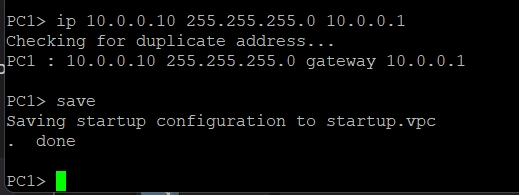 PC1> ip 10.0.0.10 255.255.255.0 10.0.0.1
Checking for duplicate address...
PC1 : 10.0.0.10 255.255.255.0 gateway 10.0.0.1
PC1> save
Saving startup configuration to startup.vpc
.  done
PC1>